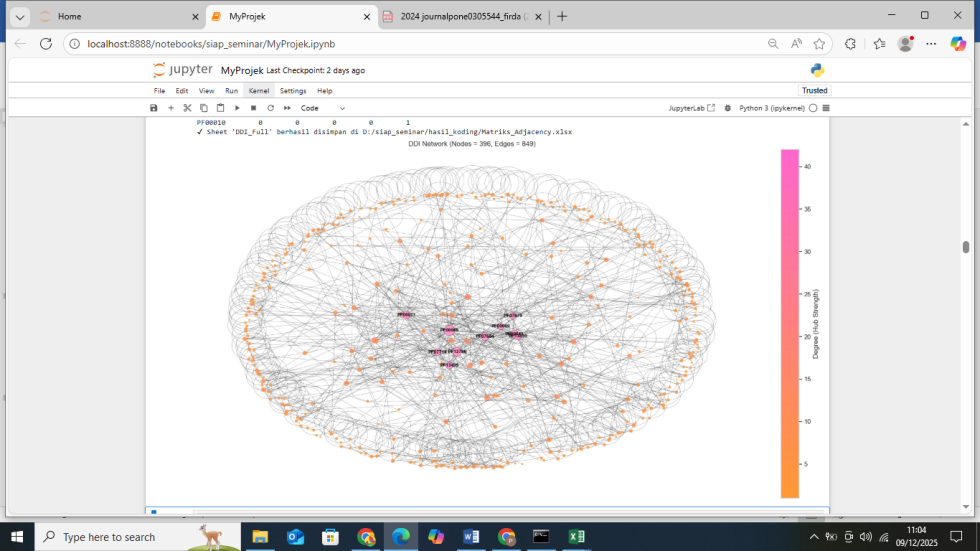 Home
MyProjek
2024 journalpone0305544_firda
localhost:8888/notebooks/siap_seminar/MyProjek.ipynb
jupyter MyProjek Last Checkpoint: 2 days ago
File Edit View Run Kernel Settings Help
Trusted
Code
JupyterLab
Python 3 (ipykernel)
PF00010 0 0 0 0 1
✓ Sheet 'DDI_Full' berhasil disimpan di D:/siap_seminar/hasil_koding/Matriks_Adjacency.xlsx
DDI Network (Nodes = 396, Edges = 849)
40
35
30
25
20
15
10
5
Degree (Hub Strength)
Type here to search
11:04
09/12/2025